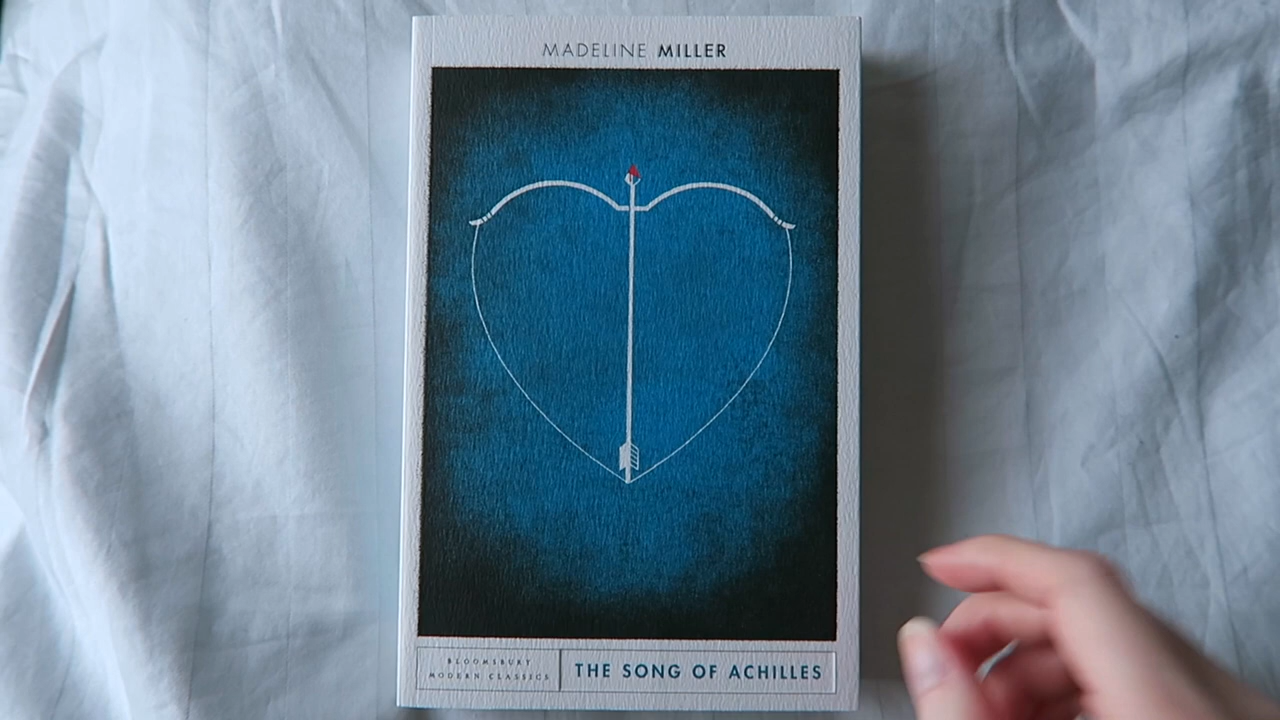 MADELINE MILLER
BLOOMSBURY
MODERN CLASSICS
THE SONG OF ACHILLES